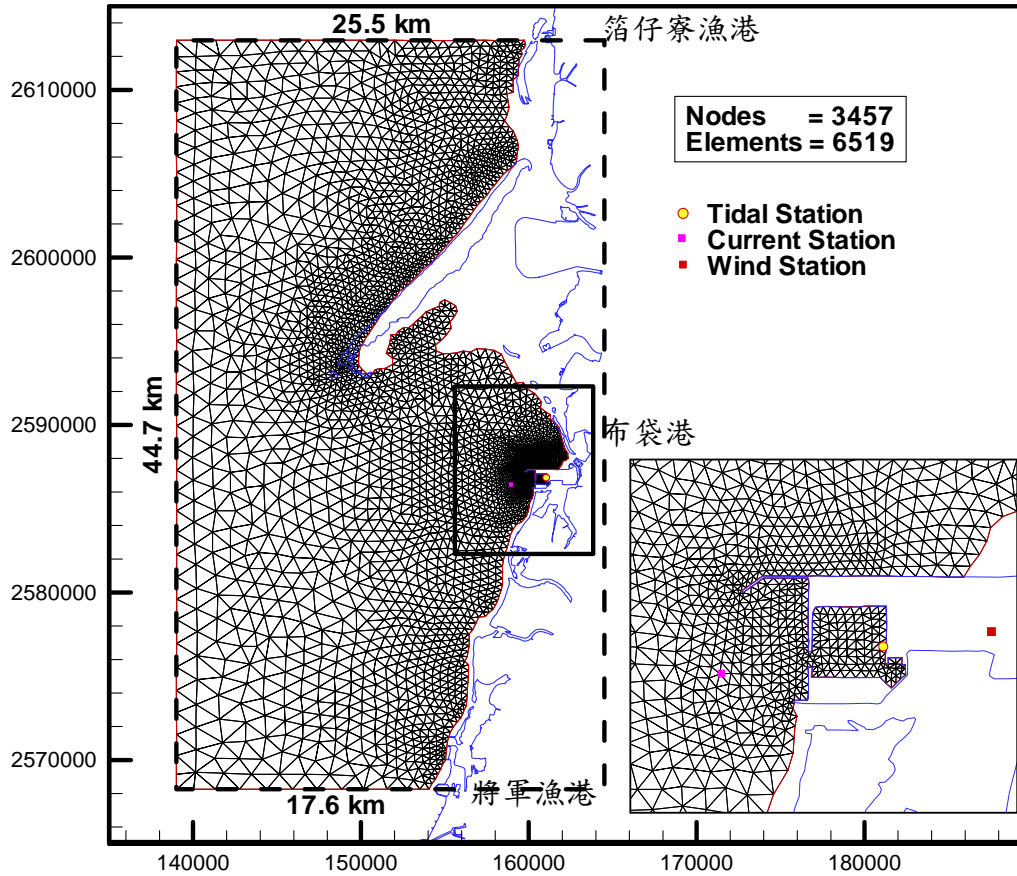 25.5 km
箔仔寮漁港
2610000
Nodes = 3457
Elements = 6519
Tidal Station
Current Station
Wind Station
2600000
2590000
布袋港
44.7 km
2580000
2570000
將軍漁港
17.6 km
140000
150000
160000
170000
180000